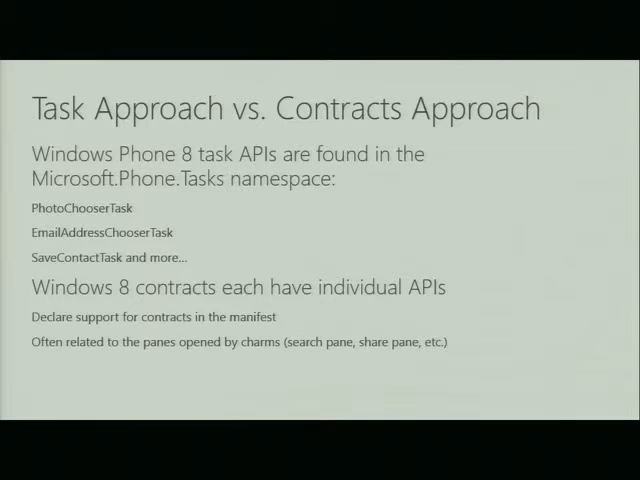 Task Approach vs. Contracts Approach
Windows Phone 8 task APIs are found in the
Microsoft.Phone.Tasks namespace:
PhotoChooserTask
EmailAddressChooserTask
SaveContactTask and more...
Windows 8 contracts each have individual APIs
Declare support for contracts in the manifest
Often related to the panes opened by charms (search pane, share pane, etc.)